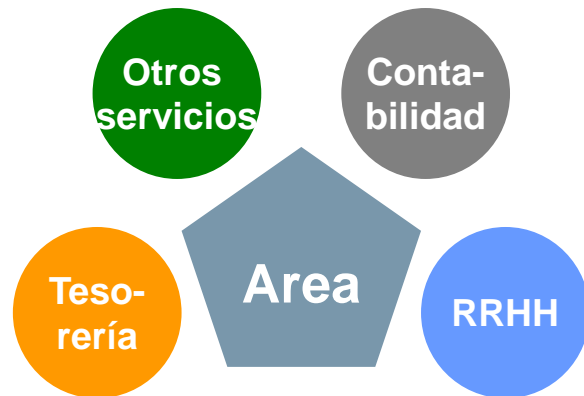 Otros
servicios
Conta-
bilidad
Area
Teso-
rería
RRHH